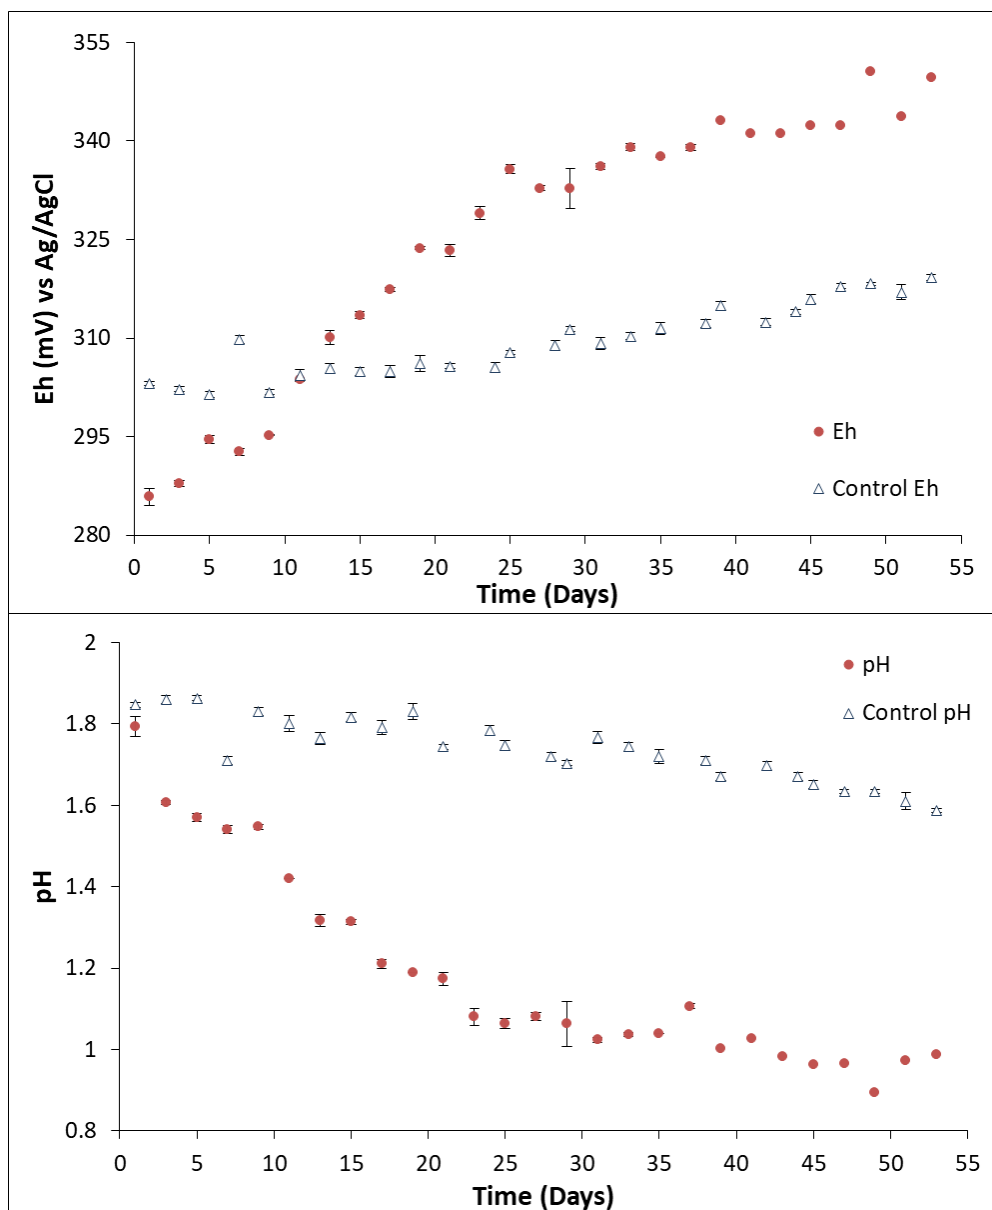 355
340
325
310
295
280
Eh (mV) vs Ag/AgCl
Eh
Control Eh
0 5 10 15 20 25 30 35 40 45 50 55
Time (Days)
2
1.8
1.6
1.4
1.2
1
0.8
pH
pH
Control pH
0 5 10 15 20 25 30 35 40 45 50 55
Time (Days)